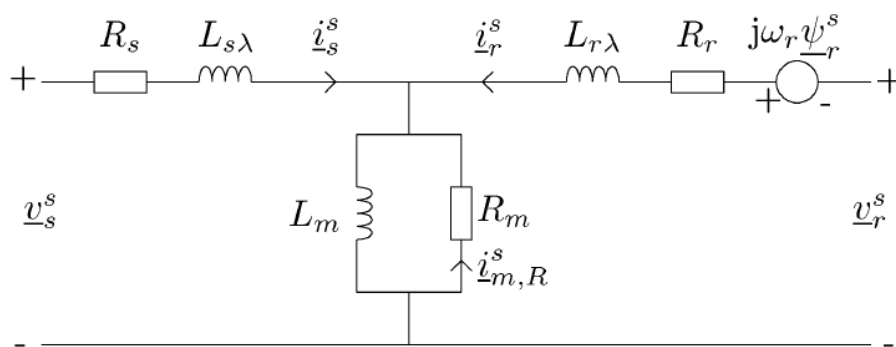 R_s L_{sλ} i_s^s i_r^s L_{rλ} R_r jω_r ψ_r^s
+ +
+ -
v_s^s L_m R_m v_r^s
i_{m,R}^s
- -